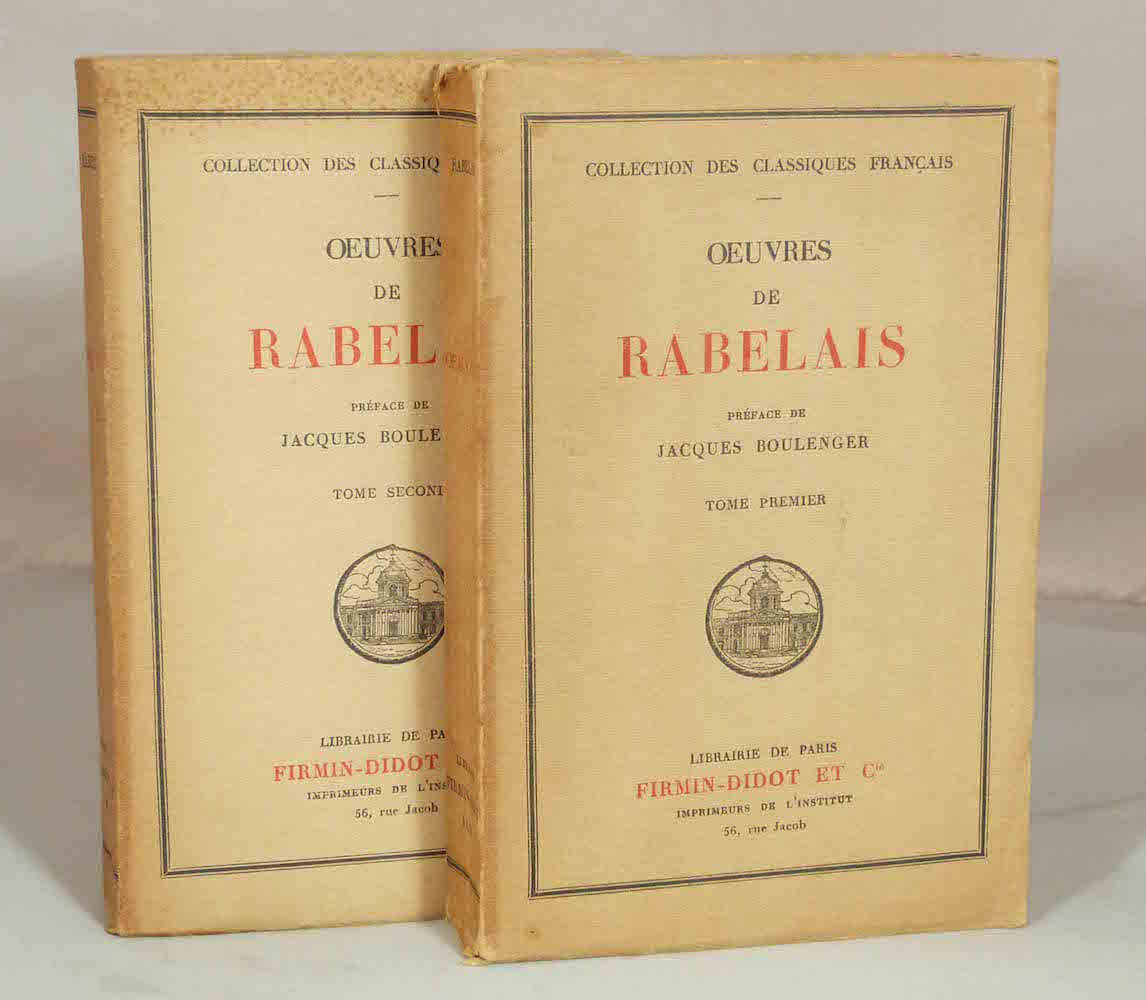 COLLECTION DES CLASSIQ
OEUVRES
DE
RABEL
PRÉFACE DE
JACQUES BOULE
TOME SECON
LIBRAIRIE DE PA
FIRMIN-DIDOT
IMPRIMEURS DE L'INST
56, rue Jacob
COLLECTION DES CLASSIQUES FRANÇAIS
OEUVRES
DE
RABELAIS
PRÉFACE DE
JACQUES BOULENGER
TOME PREMIER
LIBRAIRIE DE PARIS
FIRMIN-DIDOT ET Cie
IMPRIMEURS DE L'INSTITUT
56, rue Jacob